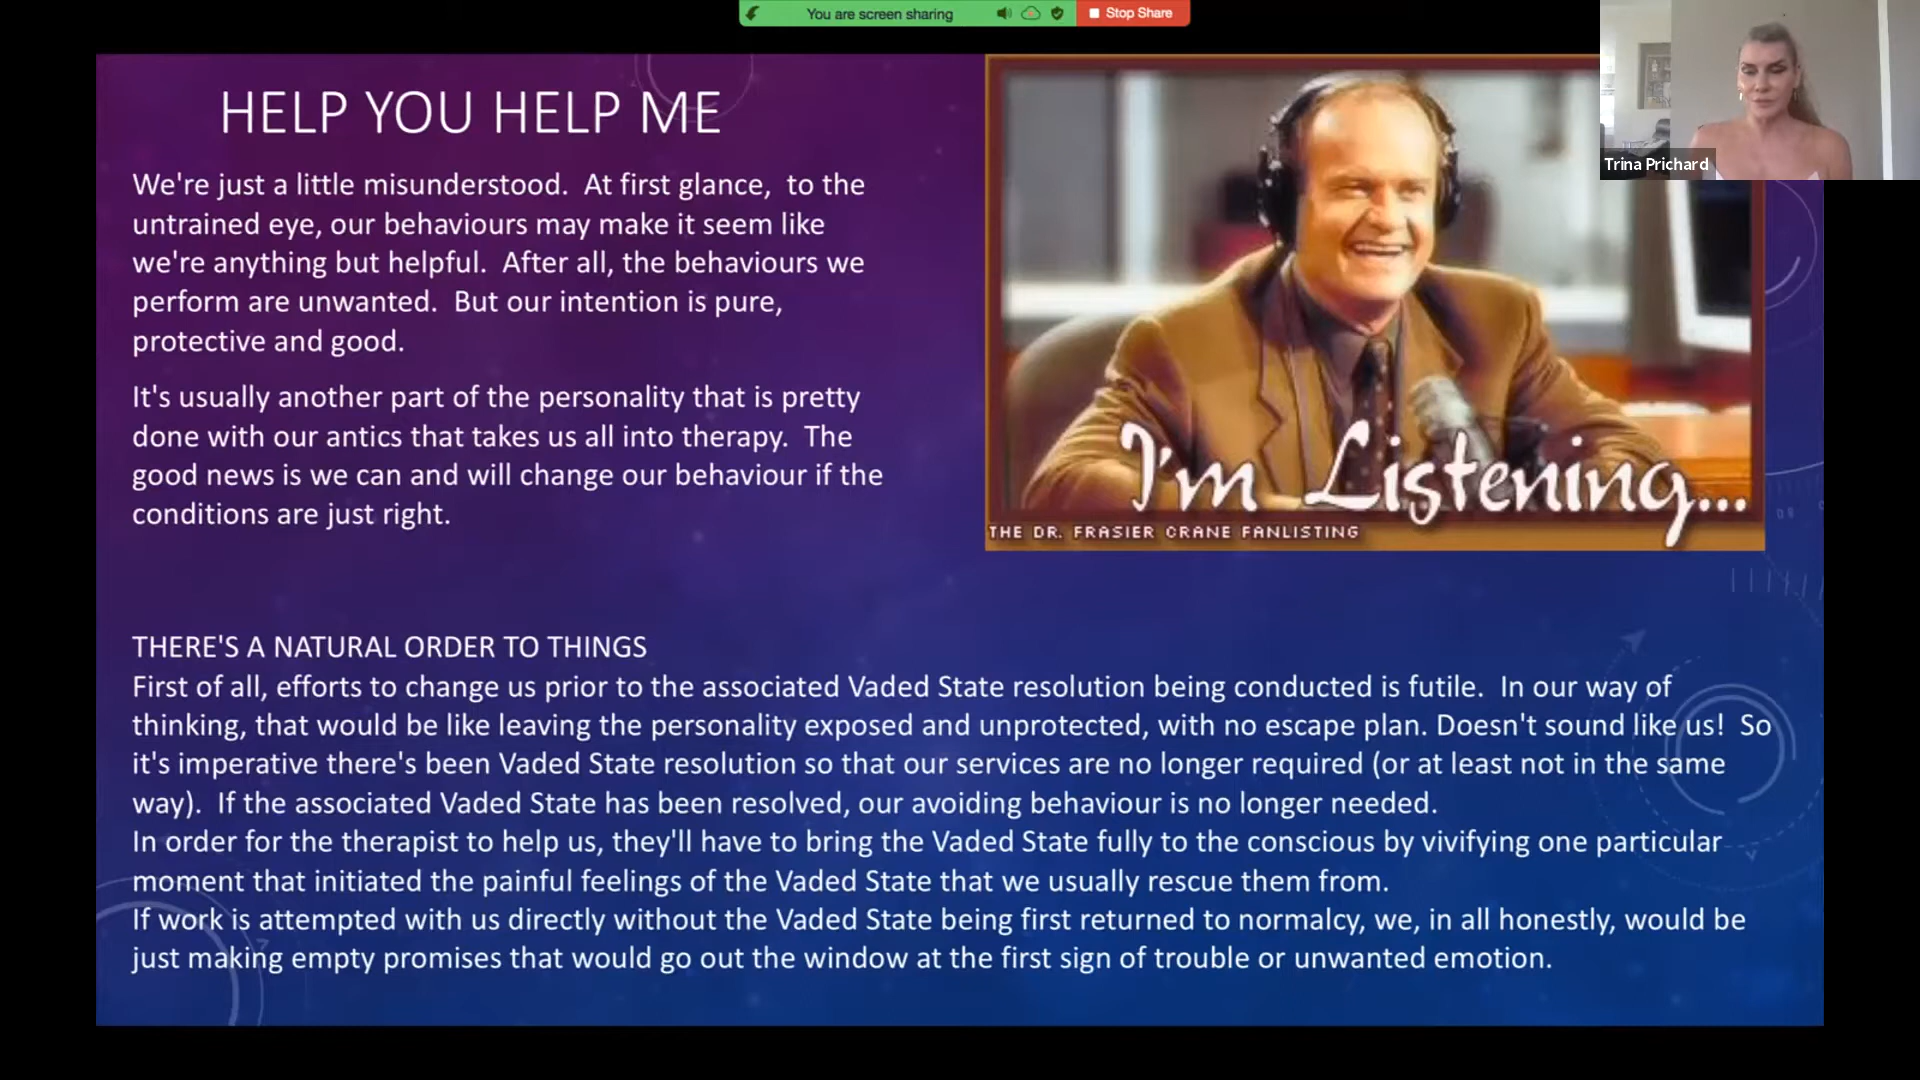 You are screen sharing
Stop Share
Trina Prichard
HELP YOU HELP ME
We're just a little misunderstood.  At first glance,  to the
untrained eye, our behaviours may make it seem like
we're anything but helpful.  After all, the behaviours we
perform are unwanted.  But our intention is pure,
protective and good.
It's usually another part of the personality that is pretty
done with our antics that takes us all into therapy.  The
good news is we can and will change our behaviour if the
conditions are just right.
I'm Listening...
THE DR. FRASIER CRANE FANLISTING
THERE'S A NATURAL ORDER TO THINGS
First of all, efforts to change us prior to the associated Vaded State resolution being conducted is futile.  In our way of
thinking, that would be like leaving the personality exposed and unprotected, with no escape plan. Doesn't sound like us!  So
it's imperative there's been Vaded State resolution so that our services are no longer required (or at least not in the same
way).  If the associated Vaded State has been resolved, our avoiding behaviour is no longer needed.
In order for the therapist to help us, they'll have to bring the Vaded State fully to the conscious by vivifying one particular
moment that initiated the painful feelings of the Vaded State that we usually rescue them from.
If work is attempted with us directly without the Vaded State being first returned to normalcy, we, in all honestly, would be
just making empty promises that would go out the window at the first sign of trouble or unwanted emotion.